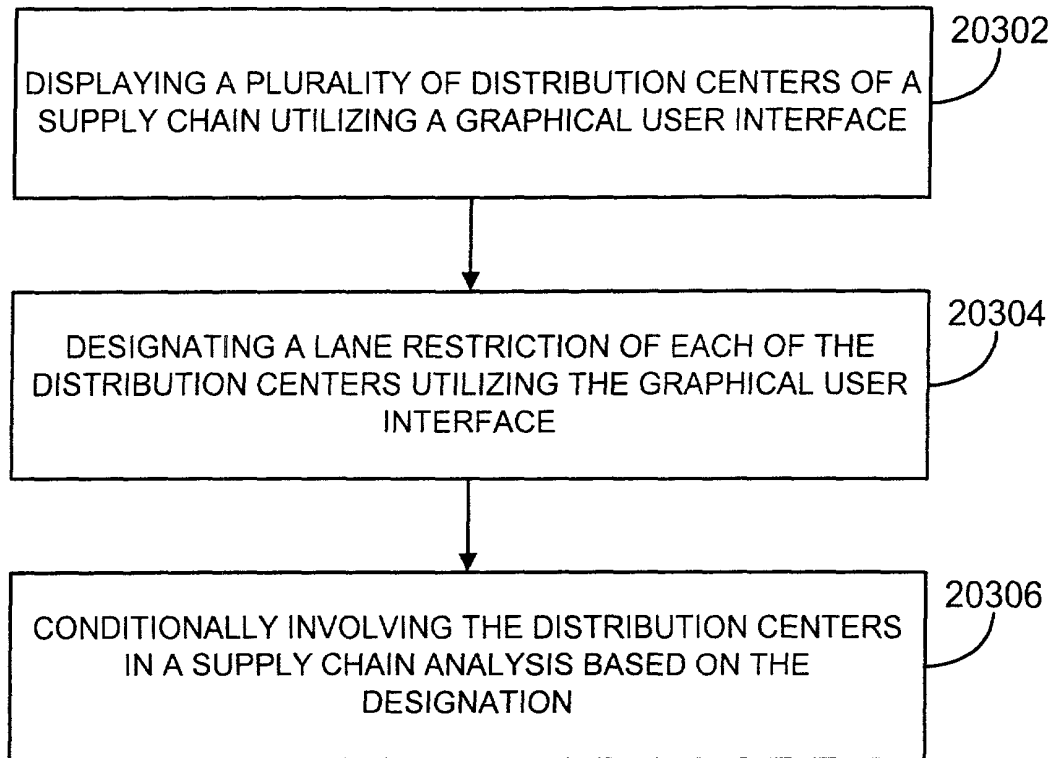 20302
DISPLAYING A PLURALITY OF DISTRIBUTION CENTERS OF A
SUPPLY CHAIN UTILIZING A GRAPHICAL USER INTERFACE
20304
DESIGNATING A LANE RESTRICTION OF EACH OF THE
DISTRIBUTION CENTERS UTILIZING THE GRAPHICAL USER
INTERFACE
20306
CONDITIONALLY INVOLVING THE DISTRIBUTION CENTERS
IN A SUPPLY CHAIN ANALYSIS BASED ON THE
DESIGNATION